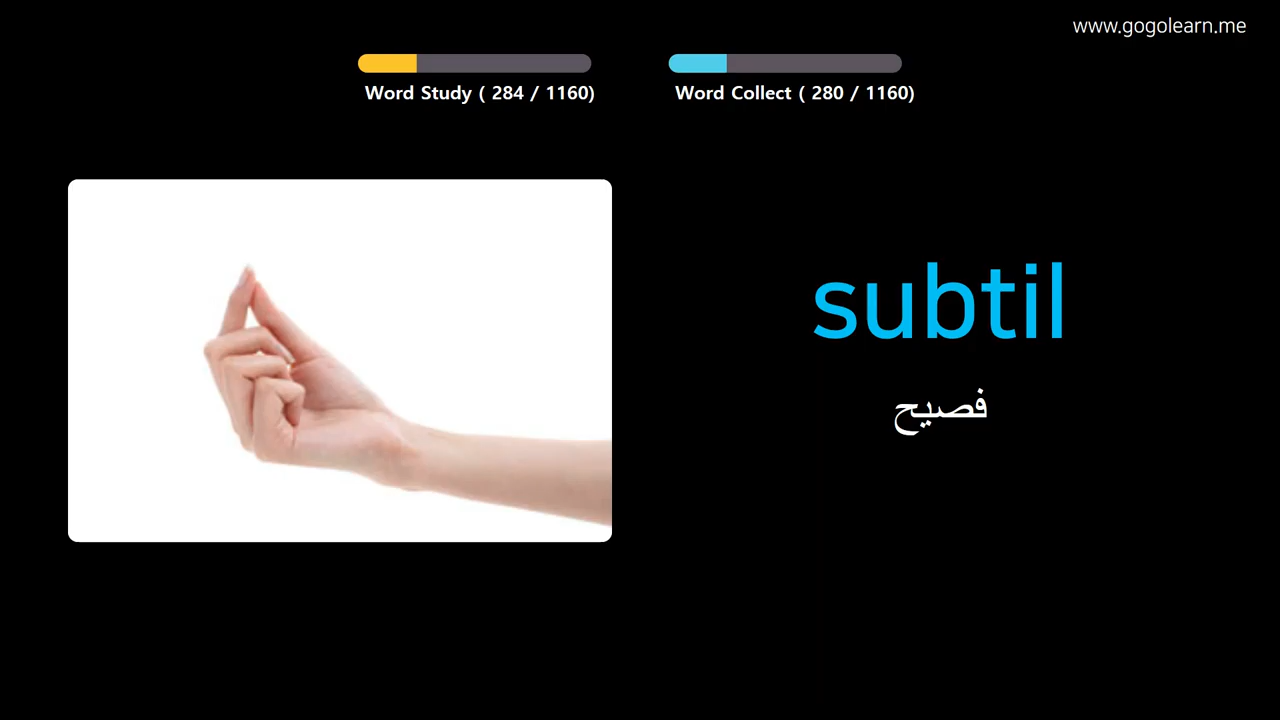 www.gogolearn.me
Word Study ( 284 / 1160)
Word Collect ( 280 / 1160)
subtil
فصيح